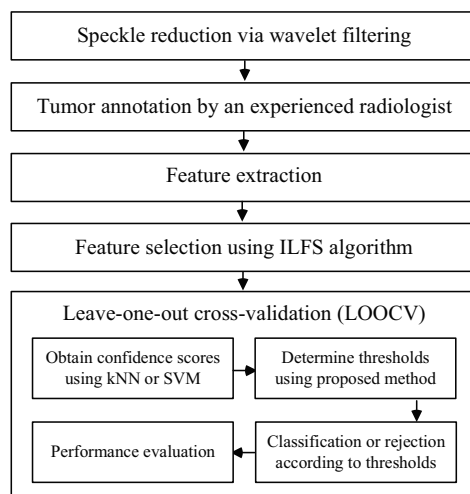 Speckle reduction via wavelet filtering
Tumor annotation by an experienced radiologist
Feature extraction
Feature selection using ILFS algorithm
Leave-one-out cross-validation (LOOCV)
Obtain confidence scores
using kNN or SVM
Determine thresholds
using proposed method
Classification or rejection
according to thresholds
Performance evaluation